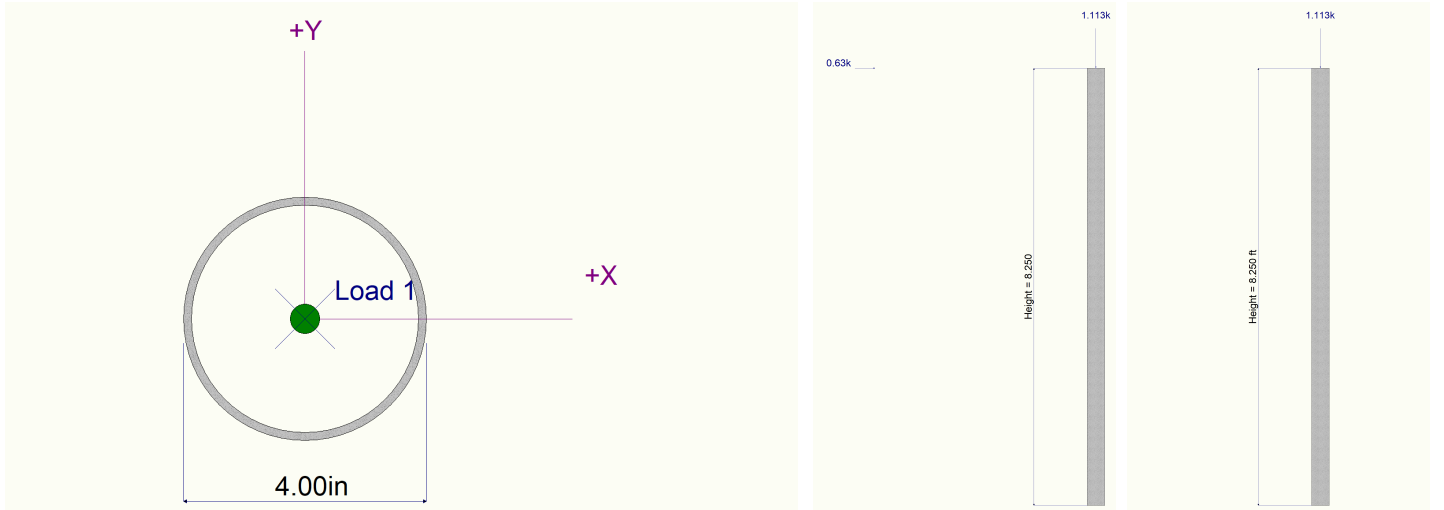 +Y
+X
Load 1
4.00in
1.113k
0.63k
Height = 8.250
1.113k
Height = 8.250 ft